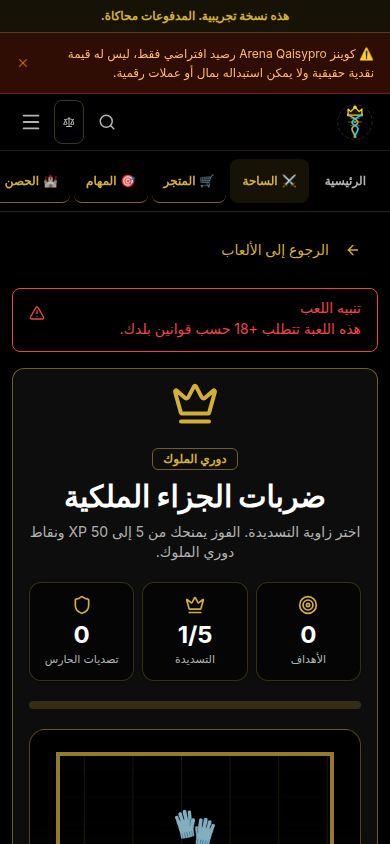 هذه نسخة تجريبية. المدفوعات محاكاة.
⚠️ كوينز Arena Qaisypro رصيد افتراضي فقط، ليس له قيمة
نقدية حقيقية ولا يمكن استبداله بمال أو عملات رقمية.
الرئيسية ⚔️ الساحة 🛒 المتجر 🎯 المهام 🏰 الحصن
الرجوع إلى الألعاب
تنبيه اللعب
هذه اللعبة تتطلب +18 حسب قوانين بلدك.
دوري الملوك
ضربات الجزاء الملكية
اختر زاوية التسديدة. الفوز يمنحك من 5 إلى 50 XP ونقاط
دوري الملوك.
0 1/5 0
الأهداف التسديدة تصديات الحارس